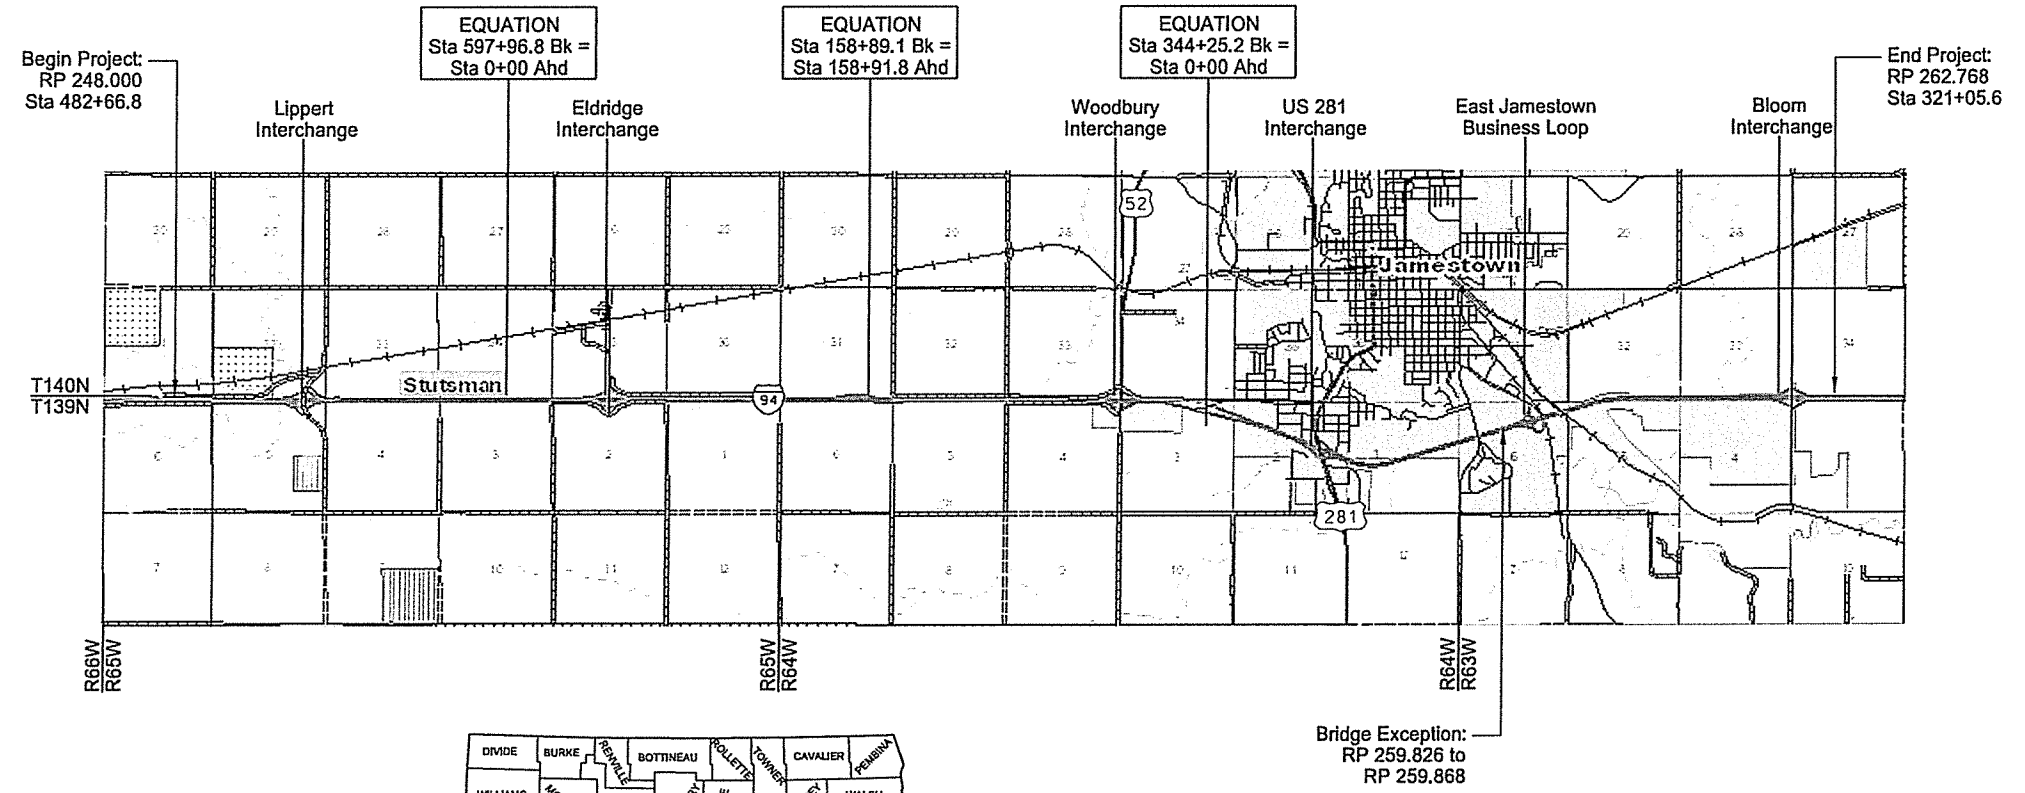 EQUATION
Sta 597+96.8 Bk =
Sta 0+00 Ahd
EQUATION
Sta 158+89.1 Bk =
Sta 158+91.8 Ahd
EQUATION
Sta 344+25.2 Bk =
Sta 0+00 Ahd
Begin Project:
RP 248.000
Sta 482+66.8
End Project:
RP 262.768
Sta 321+05.6
Lippert
Interchange
Eldridge
Interchange
Woodbury
Interchange
US 281
Interchange
East Jamestown
Business Loop
Bloom
Interchange
52
Jamestown
T140N
T139N
Stutsman
94
281
R66W
R65W
R65W
R64W
R64W
R63W
Bridge Exception:
RP 259.826 to
RP 259.868
DIVIDE
BURKE
RENVILLE
BOTTINEAU
ROLLETTE
TOWNER
CAVALIER
PEMBINA